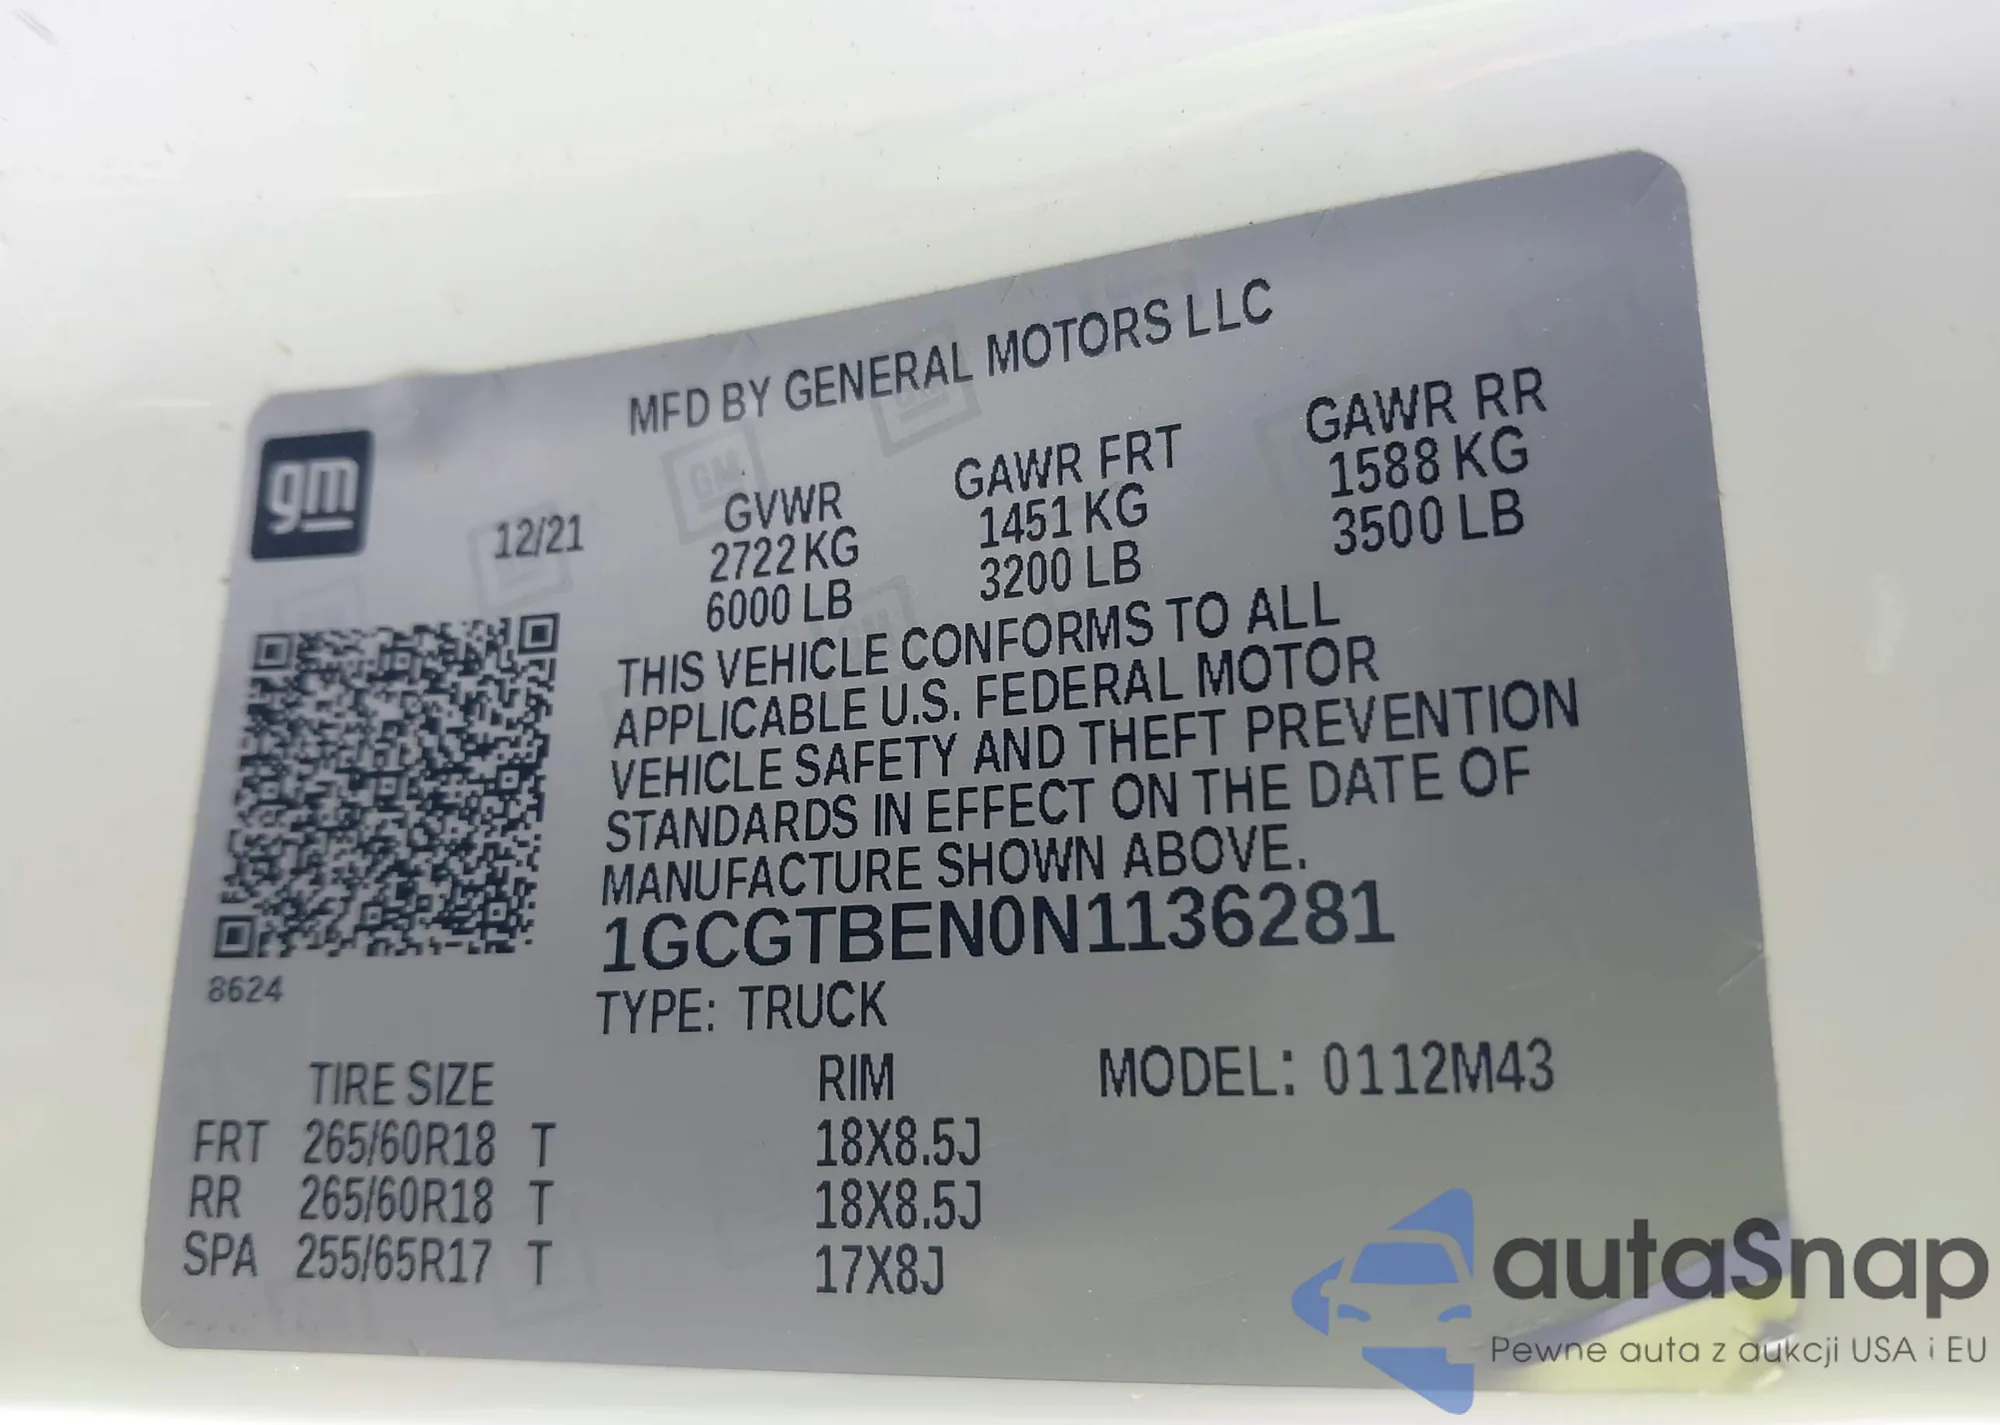 MFD BY GENERAL MOTORS LLC
gm
12/21
GVWR GAWR FRT GAWR RR
2722 KG 1451 KG 1588 KG
6000 LB 3200 LB 3500 LB
THIS VEHICLE CONFORMS TO ALL
APPLICABLE U.S. FEDERAL MOTOR
VEHICLE SAFETY AND THEFT PREVENTION
STANDARDS IN EFFECT ON THE DATE OF
MANUFACTURE SHOWN ABOVE.
1GCGTBEN0N1136281
8624
TYPE: TRUCK
TIRE SIZE RIM MODEL: 0112M43
FRT 265/60R18 T 18X8.5J
RR 265/60R18 T 18X8.5J
SPA 255/65R17 T 17X8J
autaSnap
Pewne auta z aukcji USA i EU